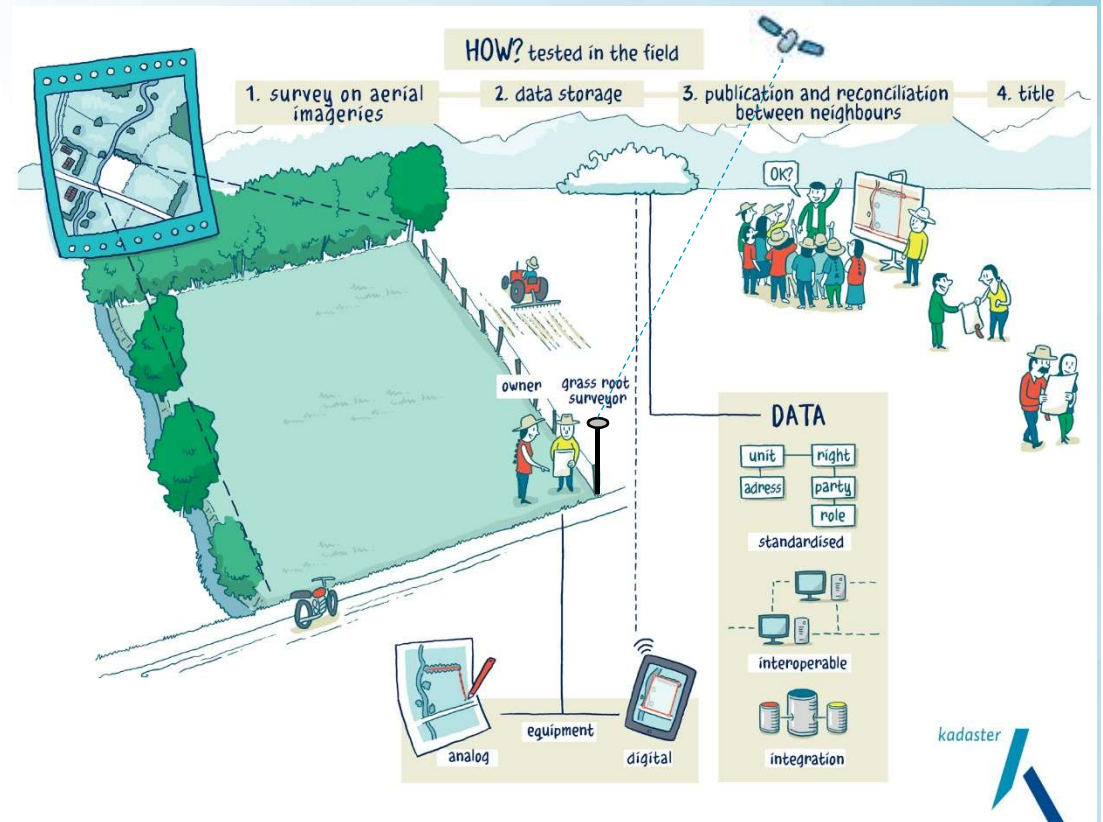 HOW? tested in the field
1. survey on aerial
imageries
2. data storage
3. publication and reconciliation
between neighbours
4. title
OK?
owner
grass root
surveyor
DATA
unit
right
adress
party
role
standardised
interoperable
integration
equipment
analog
digital
kadaster